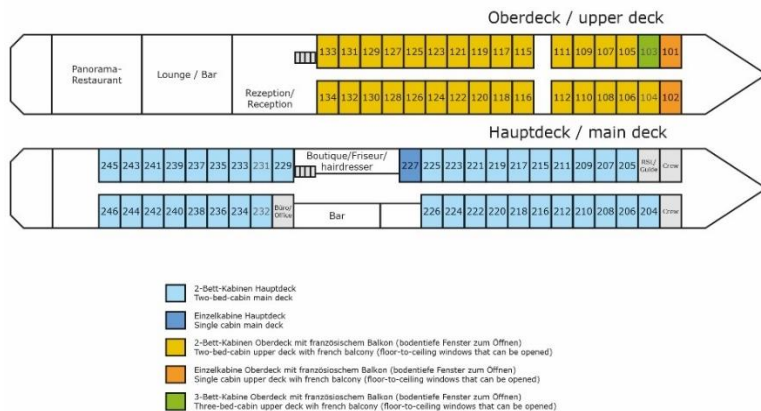 Oberdeck / upper deck
133 131 129 127 125 123 121 119 117 115 111 109 107 105 103 101
Panorama-
Restaurant
Lounge / Bar
Rezeption/
Reception
134 132 130 128 126 124 122 120 118 116 112 110 108 106 104 102
Hauptdeck / main deck
245 243 241 239 237 235 233 231 229
Boutique/Friseur/
hairdresser
227 225 223 221 219 217 215 211 209 207 205
RSL/
Guide
Crew
246 244 242 240 238 236 234 232
Büro/
Office
Bar
226 224 222 220 218 216 212 210 208 206 204
Crew
2-Bett-Kabinen Hauptdeck
Two-bed-cabin main deck
Einzelkabine Hauptdeck
Single cabin main deck
2-Bett-Kabinen Oberdeck mit französischem Balkon (bodentiefe Fenster zum Öffnen)
Two-bed-cabin upper deck with french balcony (floor-to-ceiling windows that can be opened)
Einzelkabine Oberdeck mit französischem Balkon (bodentiefe Fenster zum Öffnen)
Single cabin upper deck wih french balcony (floor-to-ceiling windows that can be opened)
3-Bett-Kabine Oberdeck mit französischem Balkon (bodentiefe Fenster zum Öffnen)
Three-bed-cabin upper deck wih french balcony (floor-to-ceiling windows that can be opened)